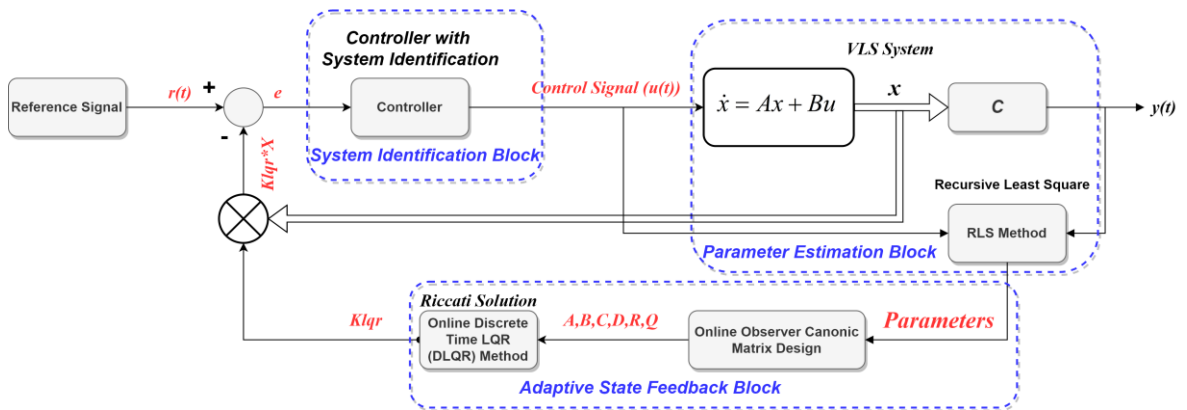 Controller with
System Identification
VLS System
Reference Signal
r(t)
+
-
e
Controller
Control Signal (u(t))
ẋ = Ax + Bu
x
C
y(t)
System Identification Block
Klqr*X
Recursive Least Square
RLS Method
Parameter Estimation Block
Riccati Solution
Klqr
Online Discrete
Time LQR
(DLQR) Method
A,B,C,D,R,Q
Online Observer Canonic
Matrix Design
Parameters
Adaptive State Feedback Block